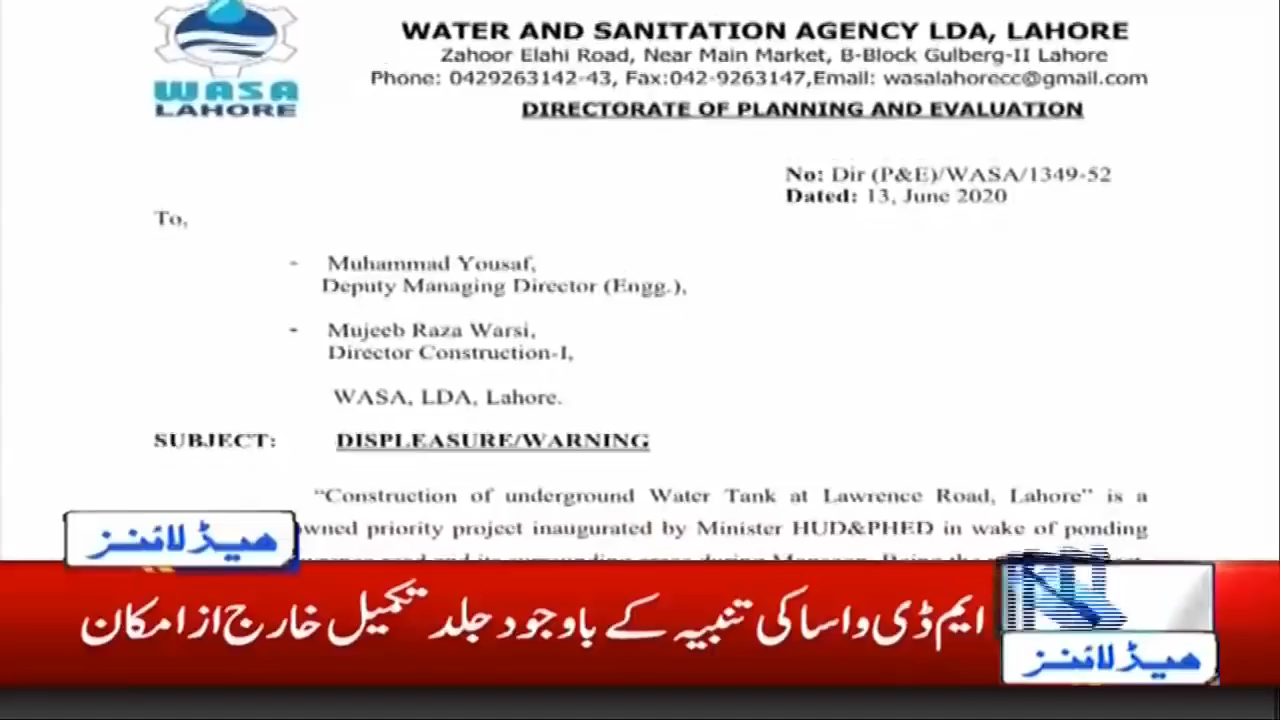 WASA
LAHORE
WATER AND SANITATION AGENCY LDA, LAHORE
Zahoor Elahi Road, Near Main Market, B-Block Gulberg-II Lahore
Phone: 0429263142-43, Fax:042-9263147,Email: wasalahorecc@gmail.com
DIRECTORATE OF PLANNING AND EVALUATION
No: Dir (P&E)/WASA/1349-52
Dated: 13, June 2020
To,
- Muhammad Yousaf,
Deputy Managing Director (Engg.),
- Mujeeb Raza Warsi,
Director Construction-I,
WASA, LDA, Lahore.
SUBJECT: DISPLEASURE/WARNING
“Construction of underground Water Tank at Lawrence Road, Lahore” is a
owned priority project inaugurated by Minister HUD&PHED in wake of ponding
ہیڈلائنز
ایم ڈی واسا کی تنبیہ کے باوجود جلد تکمیل خارج از امکان
ہیڈلائنز